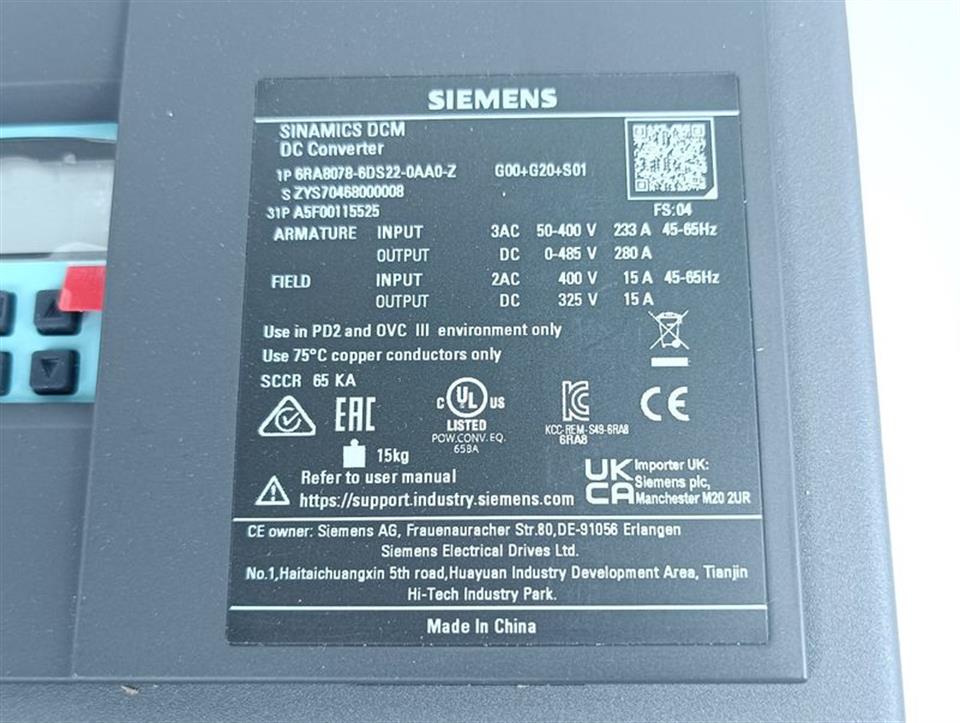 SIEMENS
SINAMICS DCM
DC Converter
1P 6RA8078-6DS22-0AA0-Z G00+G20+S01
S ZYS70468000008
31P A5F00115525
FS:04
ARMATURE INPUT 3AC 50-400 V 233 A 45-65Hz
OUTPUT DC 0-485 V 280 A
FIELD INPUT 2AC 400 V 15 A 45-65Hz
OUTPUT DC 325 V 15 A
Use in PD2 and OVC III environment only
Use 75°C copper conductors only
SCCR 65 KA
EAC
C UL US
LISTED
POW.CONV.EQ.
65BA
KCC-REM-S49-6RA8
6RA8
CE
15kg
Refer to user manual
https://support.industry.siemens.com
UK
CA
Importer UK:
Siemens plc,
Manchester M20 2UR
CE owner: Siemens AG, Frauenauracher Str.80,DE-91056 Erlangen
Siemens Electrical Drives Ltd.
No.1,Haitaichuangxin 5th road,Huayuan Industry Development Area, Tianjin
Hi-Tech Industry Park.
Made In China